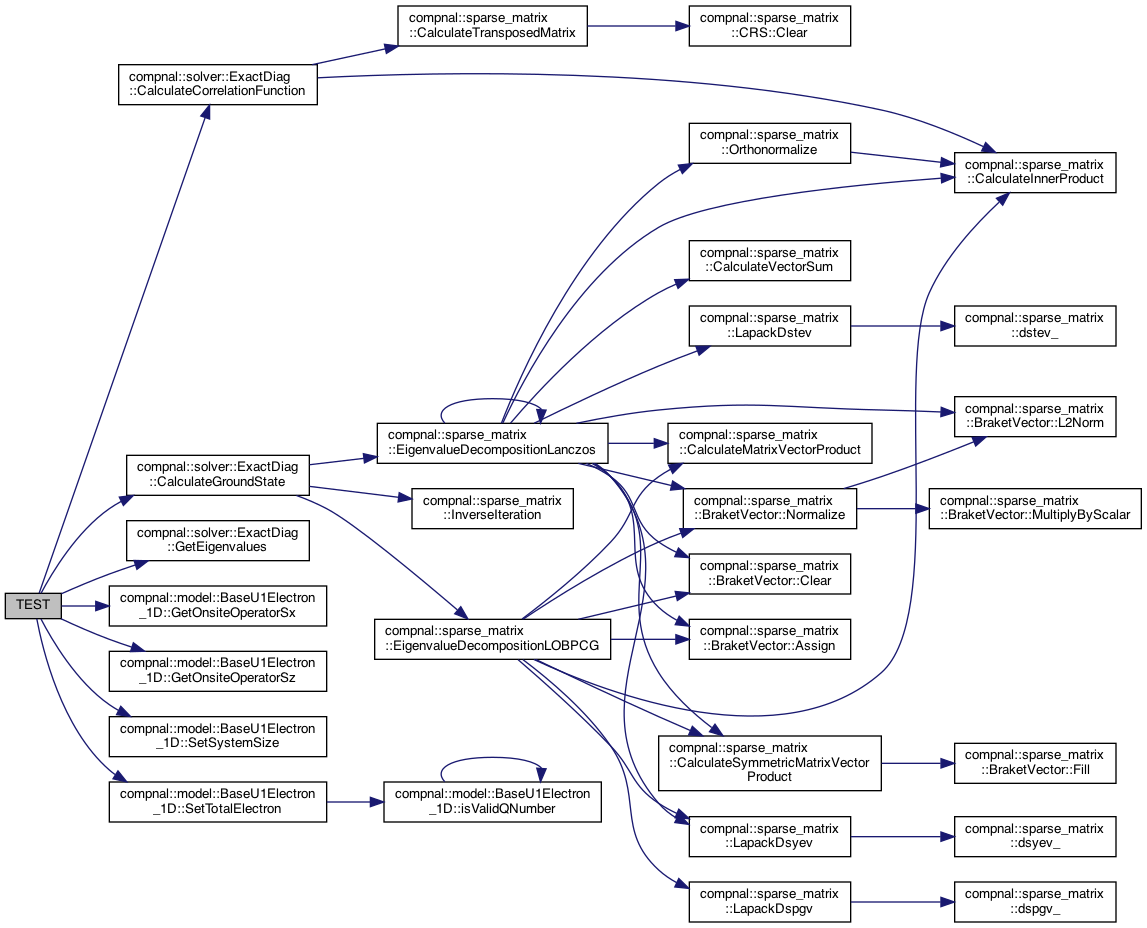 compnal::sparse_matrix
::CalculateTransposedMatrix
compnal::sparse_matrix
::CRS::Clear
compnal::solver::ExactDiag
::CalculateCorrelationFunction
compnal::sparse_matrix
::Orthonormalize
compnal::sparse_matrix
::CalculateInnerProduct
compnal::sparse_matrix
::CalculateVectorSum
compnal::sparse_matrix
::LapackDstev
compnal::sparse_matrix
::dstev_
compnal::sparse_matrix
::BraketVector::L2Norm
compnal::sparse_matrix
::EigenvalueDecompositionLanczos
compnal::sparse_matrix
::CalculateMatrixVectorProduct
compnal::solver::ExactDiag
::CalculateGroundState
compnal::sparse_matrix
::InverseIteration
compnal::sparse_matrix
::BraketVector::Normalize
compnal::sparse_matrix
::BraketVector::MultiplyByScalar
compnal::solver::ExactDiag
::GetEigenvalues
compnal::sparse_matrix
::BraketVector::Clear
TEST
compnal::model::BaseU1Electron
_1D::GetOnsiteOperatorSx
compnal::sparse_matrix
::EigenvalueDecompositionLOBPCG
compnal::sparse_matrix
::BraketVector::Assign
compnal::model::BaseU1Electron
_1D::GetOnsiteOperatorSz
compnal::model::BaseU1Electron
_1D::SetSystemSize
compnal::sparse_matrix
::CalculateSymmetricMatrixVector
Product
compnal::sparse_matrix
::BraketVector::Fill
compnal::model::BaseU1Electron
_1D::SetTotalElectron
compnal::model::BaseU1Electron
_1D::isValidQNumber
compnal::sparse_matrix
::LapackDsyev
compnal::sparse_matrix
::dsyev_
compnal::sparse_matrix
::LapackDspgv
compnal::sparse_matrix
::dspgv_